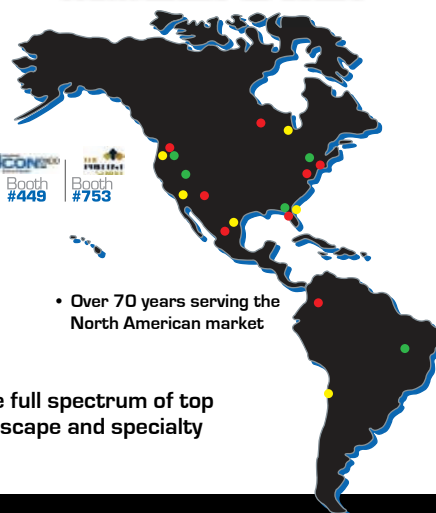 Booth
#449
Booth
#753
• Over 70 years serving the
North American market
full spectrum of top
scape and specialty